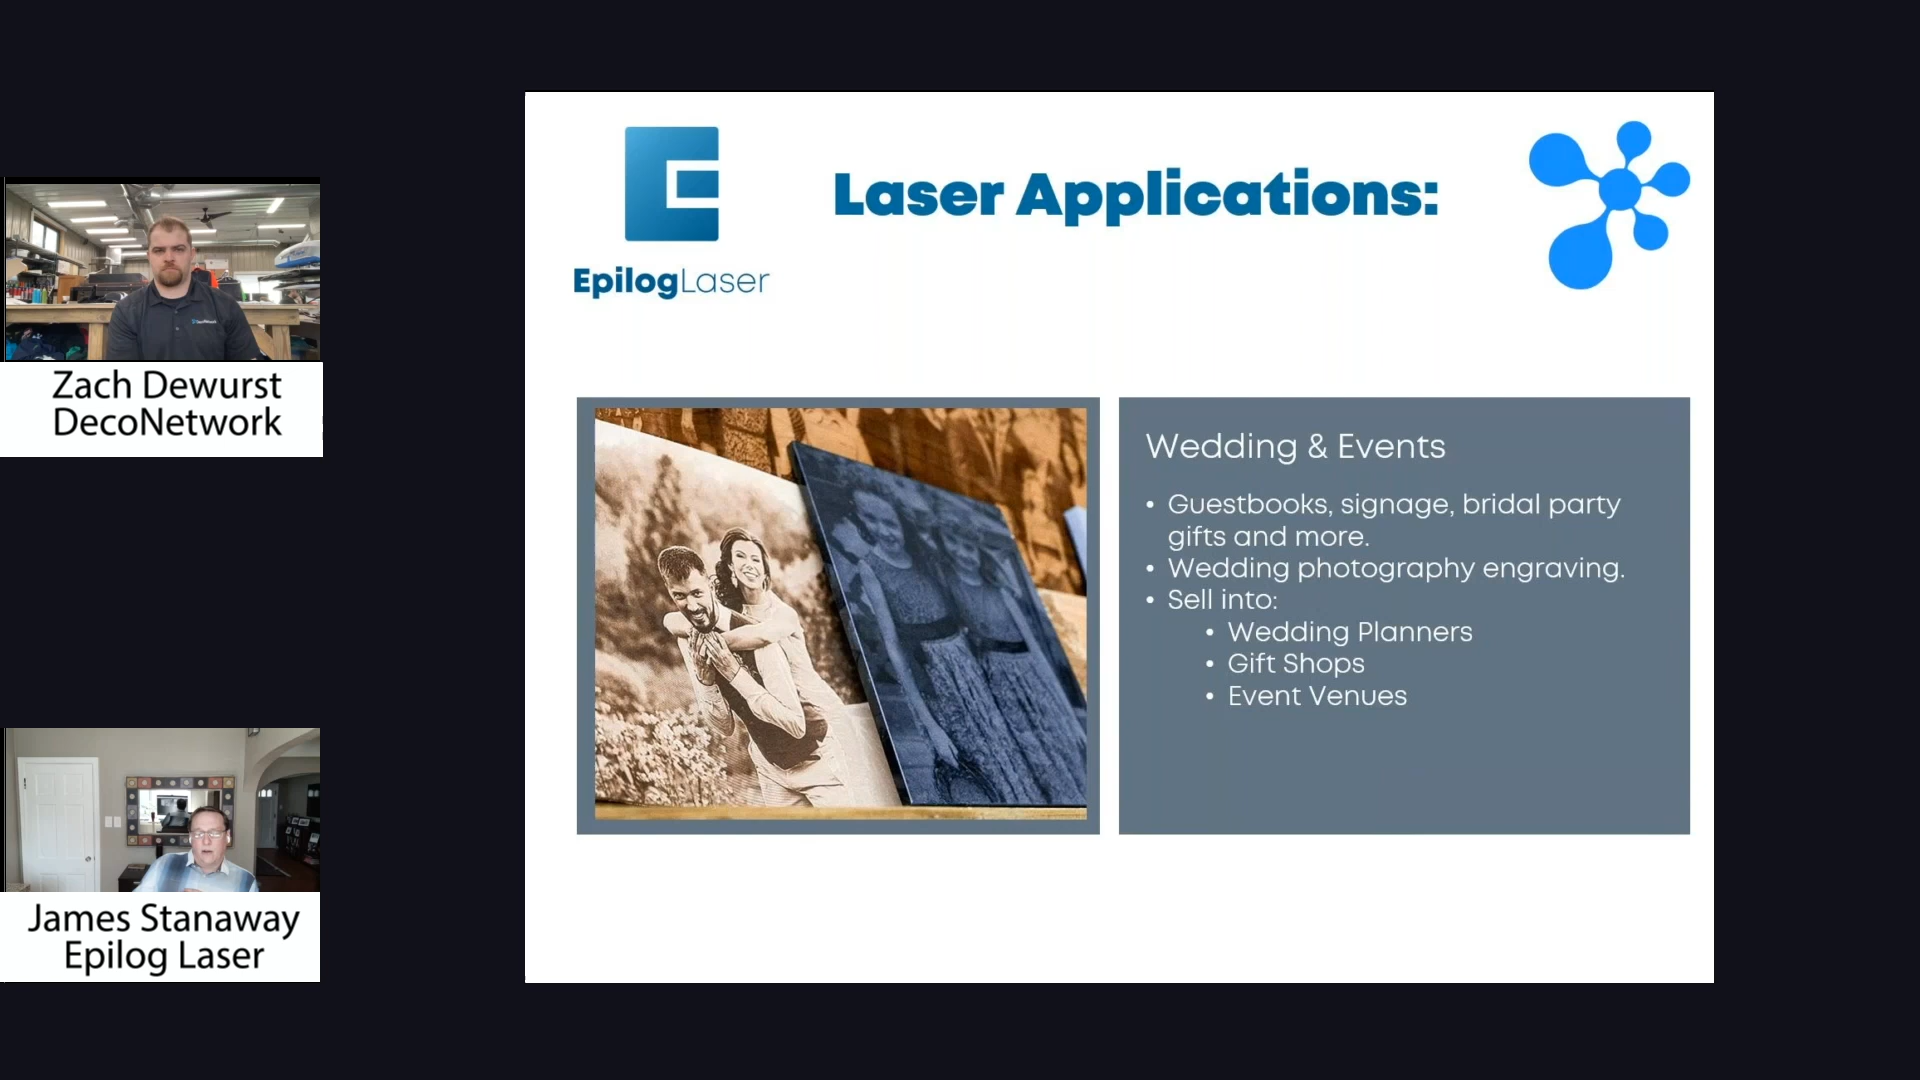 Zach Dewurst
DecoNetwork
James Stanaway
Epilog Laser
EpilogLaser
Laser Applications:
Wedding & Events
• Guestbooks, signage, bridal party
gifts and more.
• Wedding photography engraving.
• Sell into:
• Wedding Planners
• Gift Shops
• Event Venues